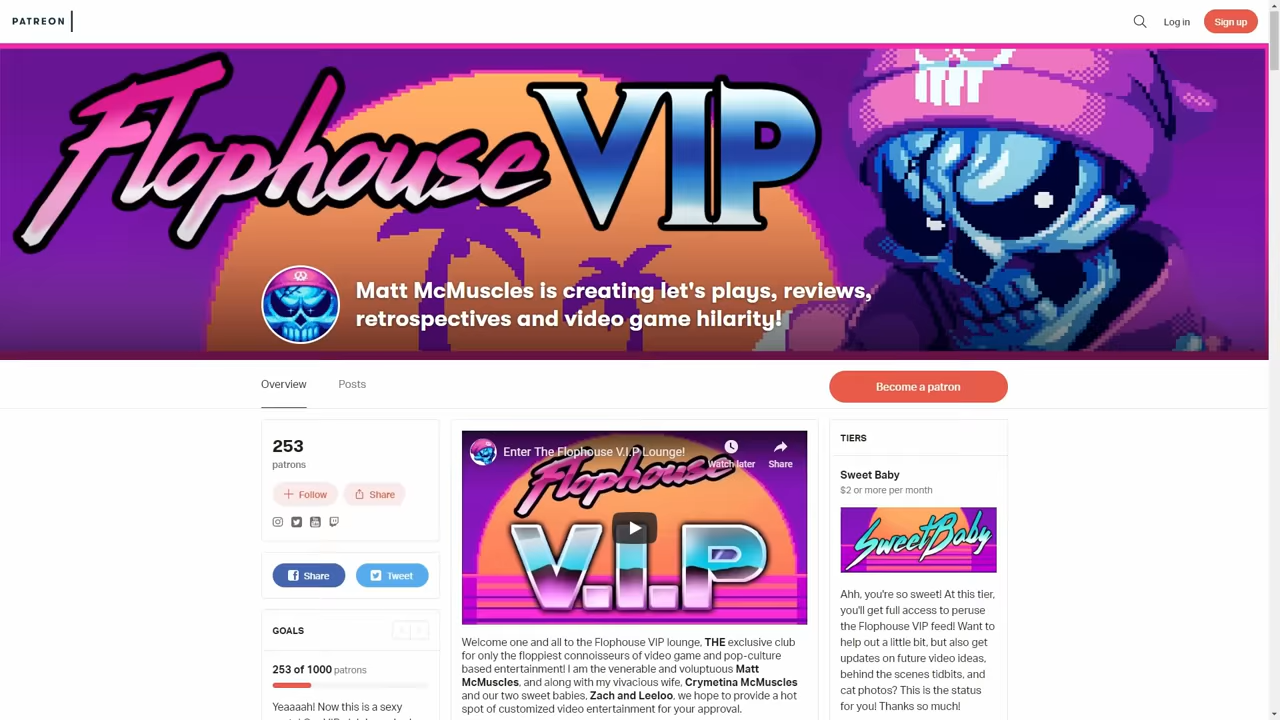 PATREON
Log in
Sign up
Flophouse VIP
Matt McMuscles is creating let's plays, reviews,
retrospectives and video game hilarity!
Overview
Posts
Become a patron
253
patrons
Follow
Share
Share
Tweet
GOALS
253 of 1000 patrons
Yeaaaah! Now this is a sexy
Enter The Flophouse V.I.P Lounge!
Watch later
Share
Flophouse
V.I.P
Welcome one and all to the Flophouse VIP lounge, THE exclusive club
for only the floppiest connoisseurs of video game and pop-culture
based entertainment! I am the venerable and voluptuous Matt
McMuscles, and along with my vivacious wife, Crymetina McMuscles
and our two sweet babies, Zach and Leeloo, we hope to provide a hot
spot of customized video entertainment for your approval.
TIERS
Sweet Baby
$2 or more per month
SweetBaby
Ahh, you're so sweet! At this tier,
you'll get full access to peruse
the Flophouse VIP feed! Want to
help out a little bit, but also get
updates on future video ideas,
behind the scenes tidbits, and
cat photos? This is the status
for you! Thanks so much!